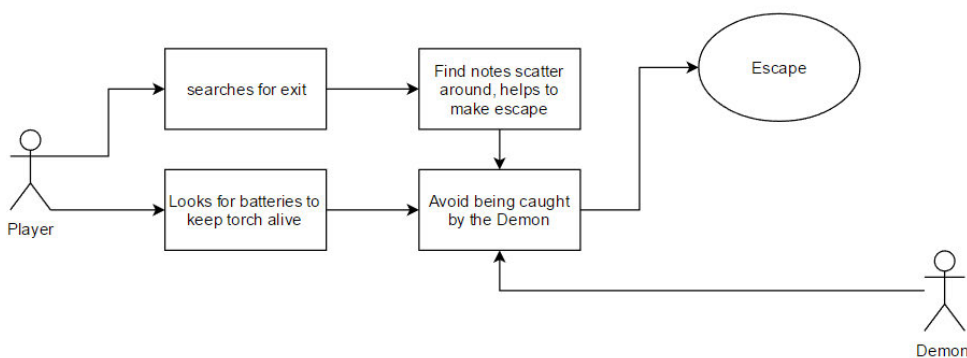 searches for exit
Find notes scatter
around, helps to
make escape
Escape
Player
Looks for batteries to
keep torch alive
Avoid being caught
by the Demon
Demon